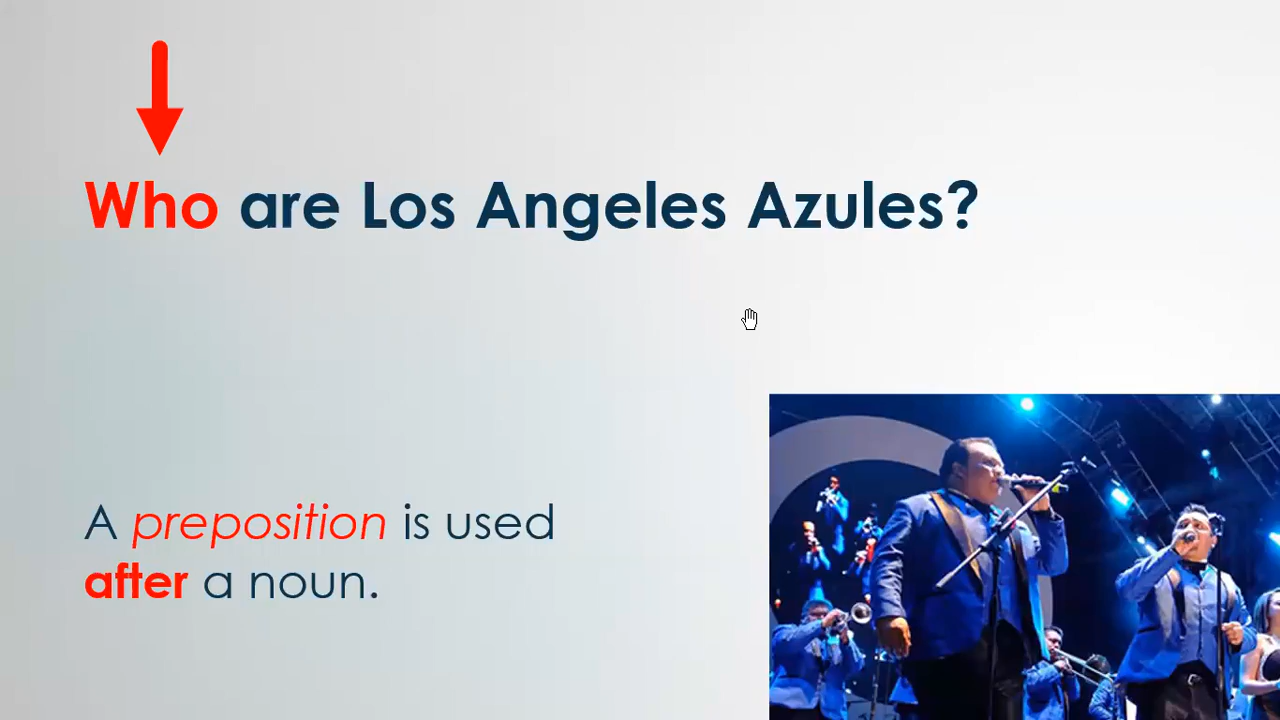 Who are Los Angeles Azules?
A preposition is used
after a noun.